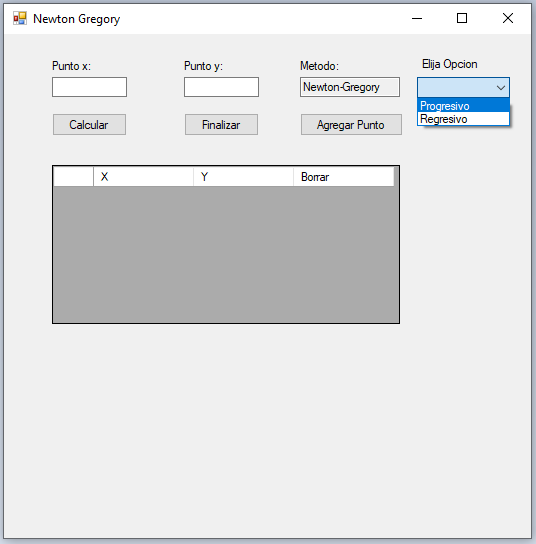 Newton Gregory
Punto x:
Punto y:
Metodo:
Elija Opcion
Newton-Gregory
Progresivo
Regresivo
Calcular
Finalizar
Agregar Punto
X
Y
Borrar